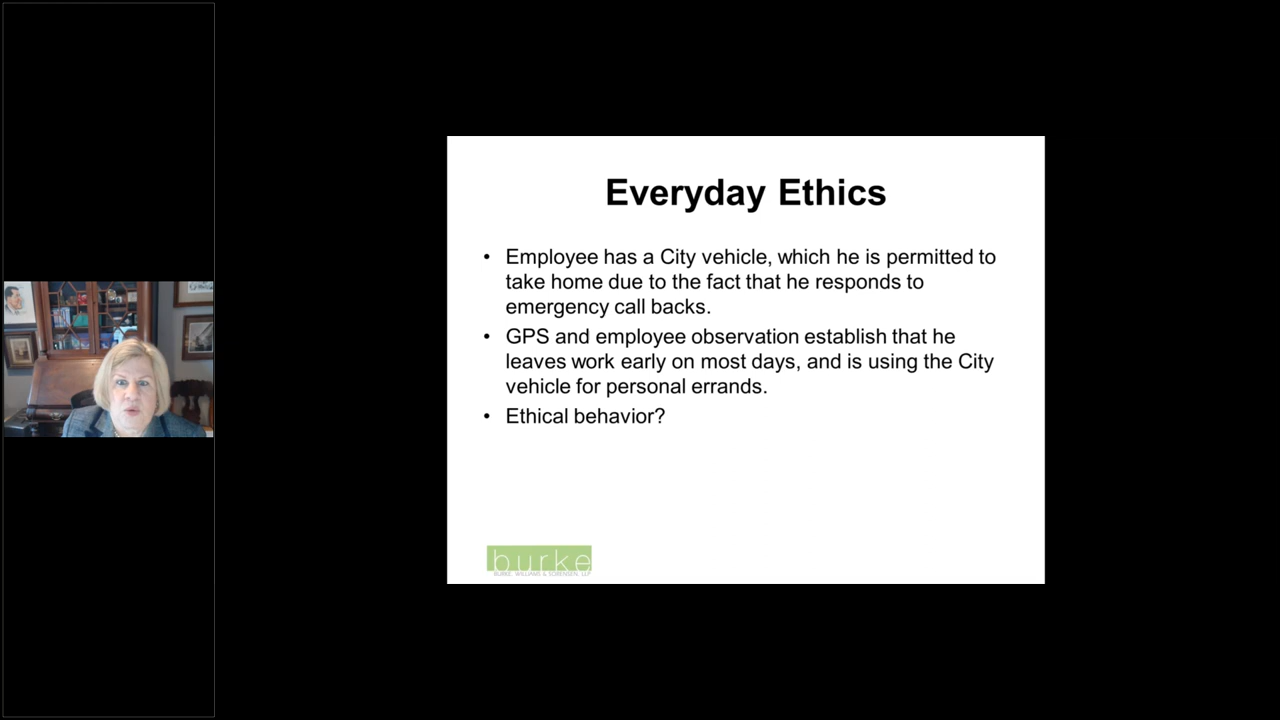 Everyday Ethics
• Employee has a City vehicle, which he is permitted to
take home due to the fact that he responds to
emergency call backs.
• GPS and employee observation establish that he
leaves work early on most days, and is using the City
vehicle for personal errands.
• Ethical behavior?
burke
BURKE, WILLIAMS & SORENSEN, LLP